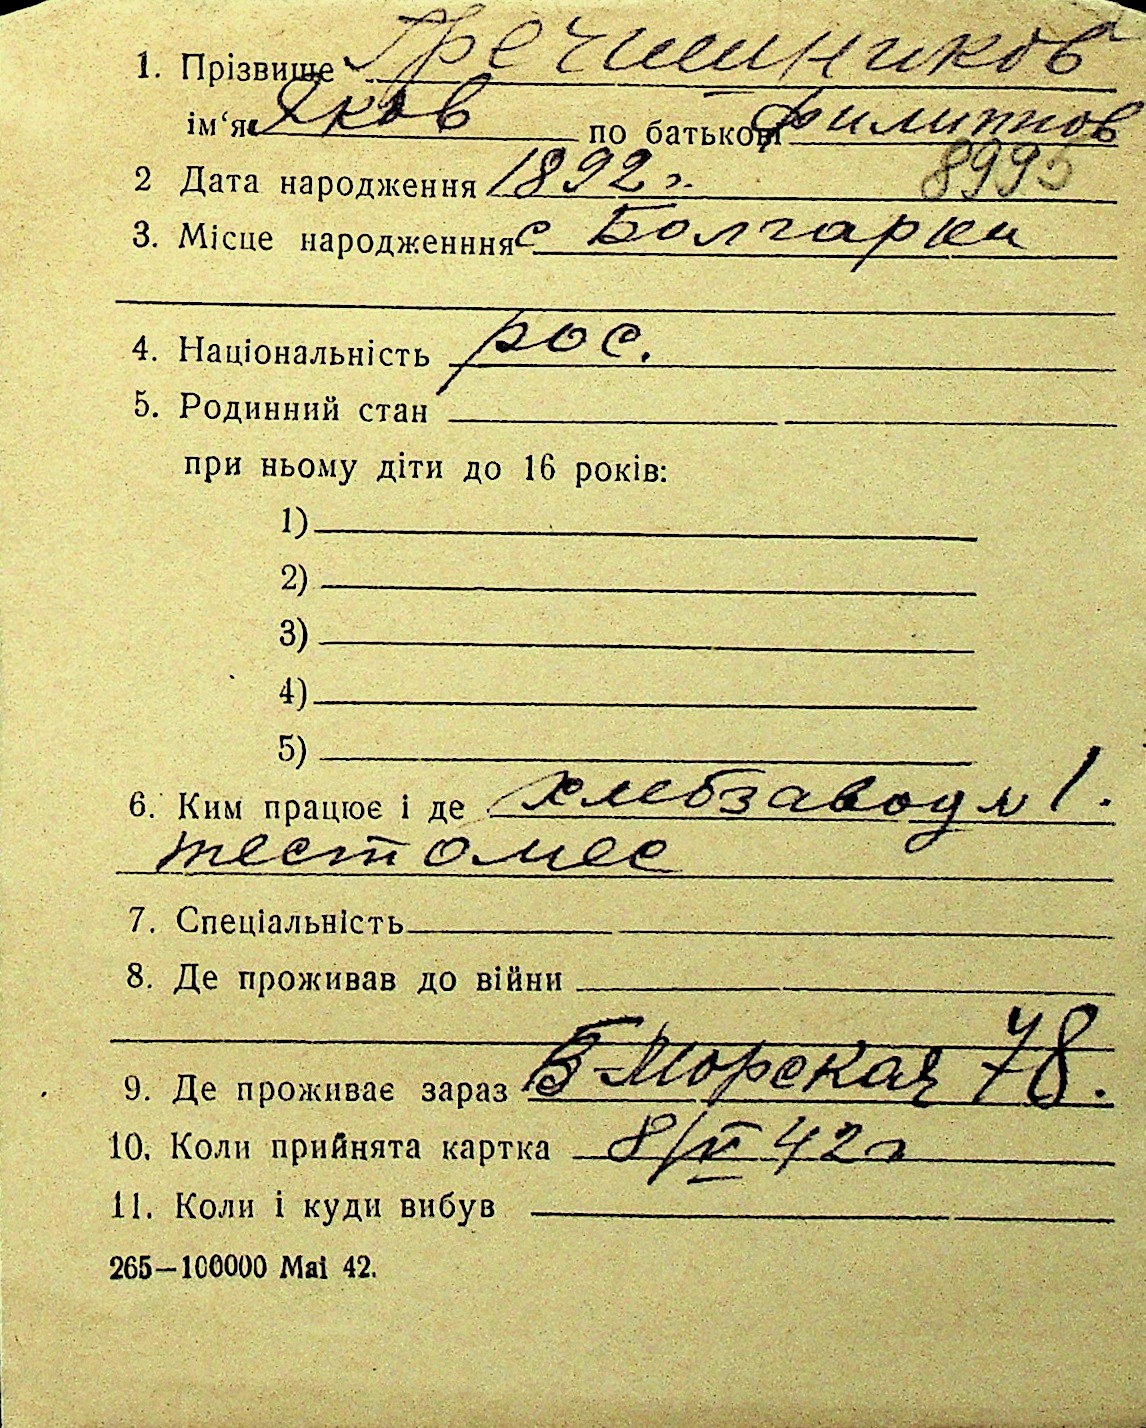 1. Прізвище Гречишников
ім‘я Яков по батькові Филиппов
8995
2 Дата народження 1892 г.
3. Місце народженння с Болгарки
4. Національність рос.
5. Родинний стан
при ньому діти до 16 років:
1)
2)
3)
4)
5)
6. Ким працює і де хлебзавод № 1.
тестомес
7. Спеціальність
8. Де проживав до війни
9. Де проживає зараз Б-Морская 78.
10. Коли прийнята картка 8/VI 42 г
11. Коли і куди вибув
265—100000 Mai 42.